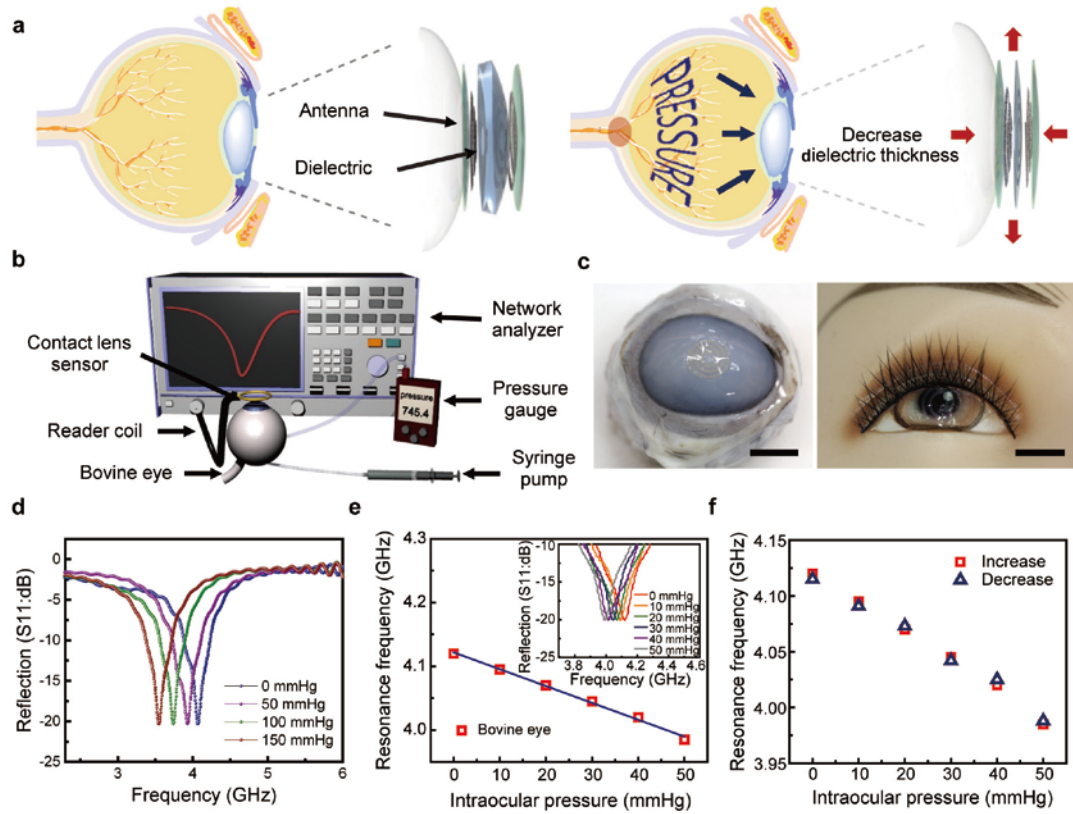 a
Antenna
Dielectric
PRESSURE
Decrease
dielectric thickness
b
Network
analyzer
Contact lens
sensor
Pressure
gauge
pressure
745.4
Reader coil
Bovine eye
Syringe
pump
c
d
Reflection (S11:dB)
0
-5
-10
-15
-20
-25
0 mmHg
50 mmHg
100 mmHg
150 mmHg
3
4
5
6
Frequency (GHz)
e
Resonance frequency (GHz)
4.3
4.2
4.1
4.0
Reflection (S11:dB)
-10
-15
-20
-25
0 mmHg
10 mmHg
20 mmHg
30 mmHg
40 mmHg
50 mmHg
3.8 4.0 4.2 4.4 4.6
Frequency (GHz)
Bovine eye
0 10 20 30 40 50
Intraocular pressure (mmHg)
f
Resonance frequency (GHz)
4.15
4.10
4.05
4.00
3.95
Increase
Decrease
0 10 20 30 40 50
Intraocular pressure (mmHg)